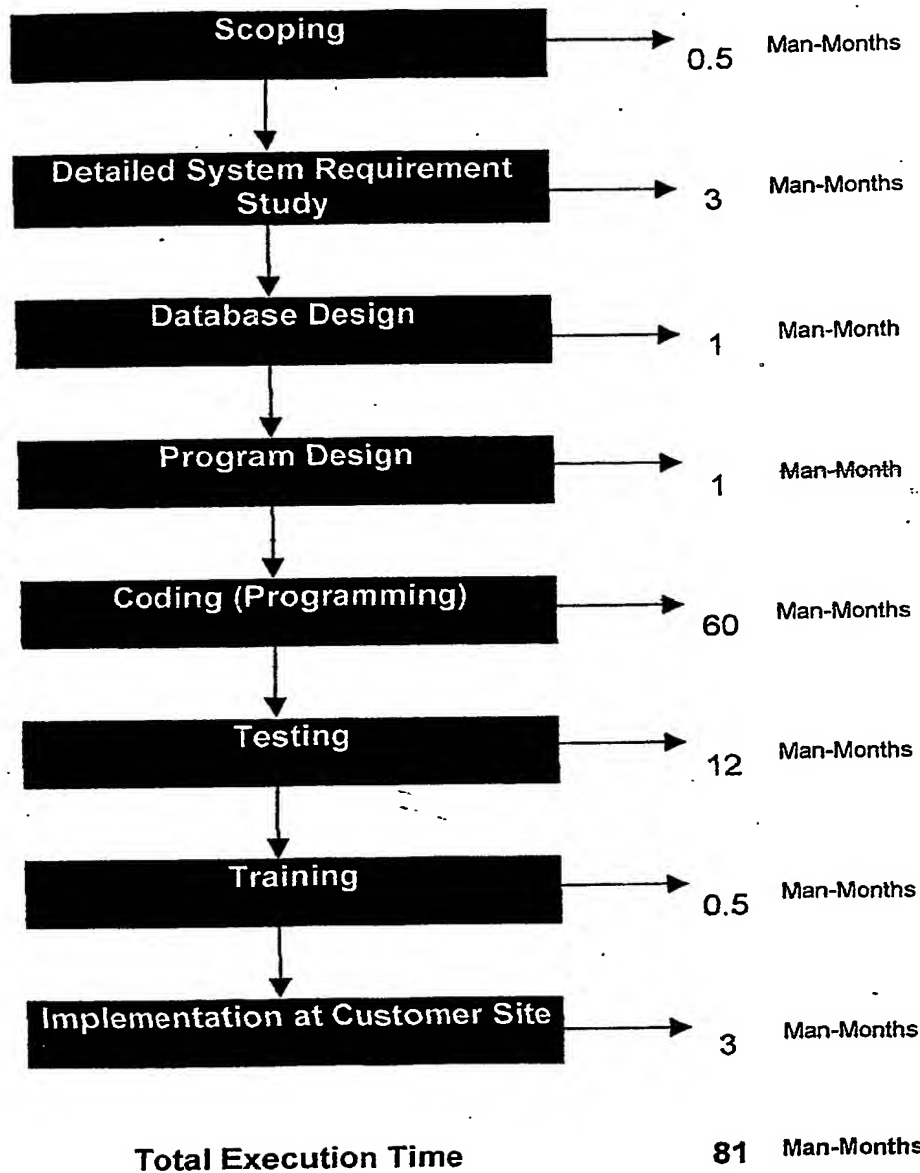 Scoping
0.5 Man-Months
Detailed System Requirement
Study
3 Man-Months
Database Design
1 Man-Month
Program Design
1 Man-Month
Coding (Programming)
60 Man-Months
Testing
12 Man-Months
Training
0.5 Man-Months
Implementation at Customer Site
3 Man-Months
Total Execution Time 81 Man-Months